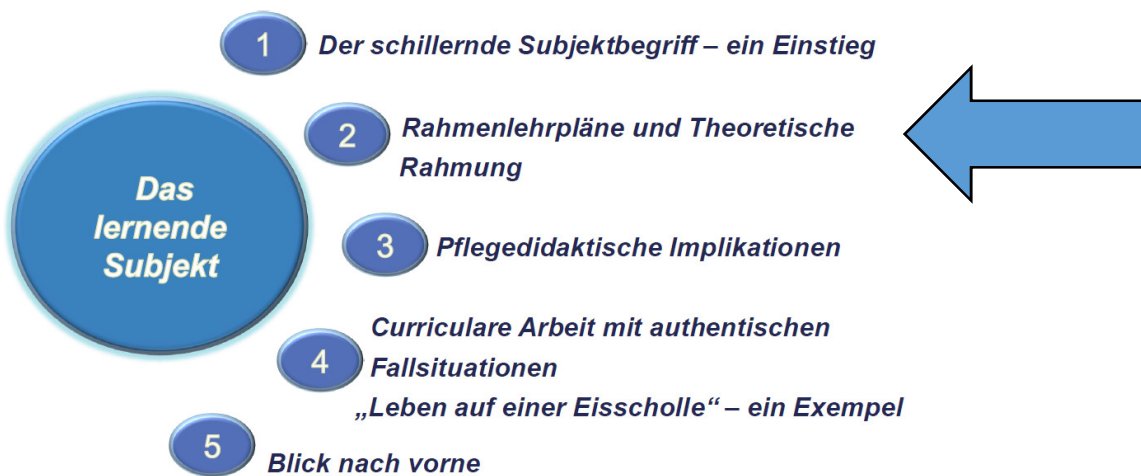 1 Der schillernde Subjektbegriff – ein Einstieg
2 Rahmenlehrpläne und Theoretische
Rahmung
Das
lernende
Subjekt
3 Pflegedidaktische Implikationen
4 Curriculare Arbeit mit authentischen
Fallsituationen
„Leben auf einer Eisscholle“ – ein Exempel
5 Blick nach vorne